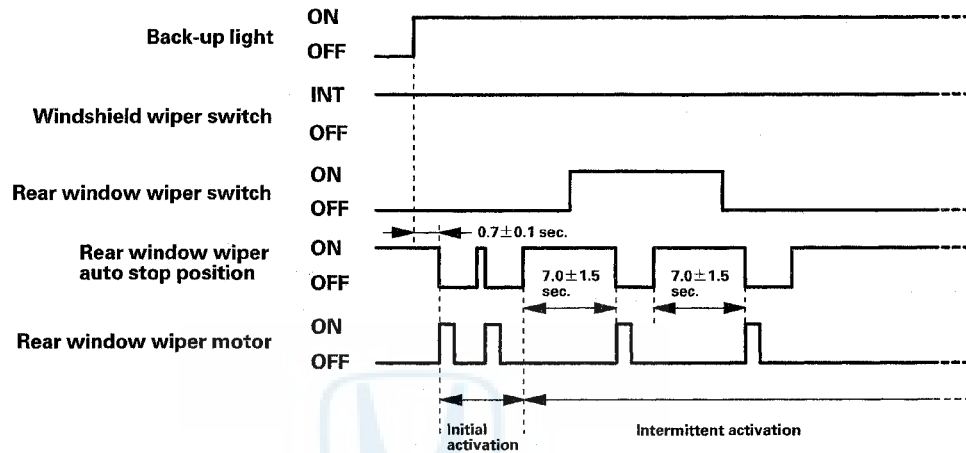 Back-up light
ON
OFF
Windshield wiper switch
INT
OFF
Rear window wiper switch
ON
OFF
0.7±0.1 sec.
Rear window wiper
auto stop position
ON
OFF
7.0±1.5
sec.
7.0±1.5
sec.
Rear window wiper motor
ON
OFF
Initial
activation
Intermittent activation